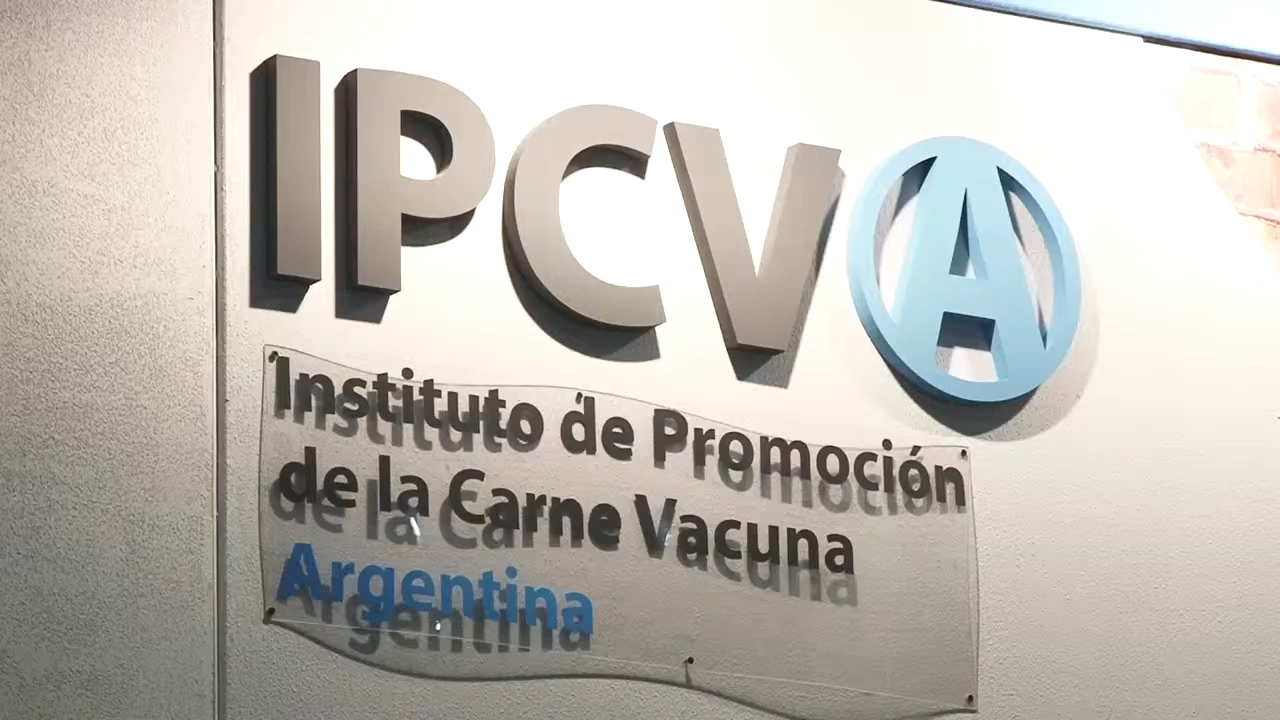 IPCVA
Instituto de Promoción
de la Carne Vacuna
Argentina